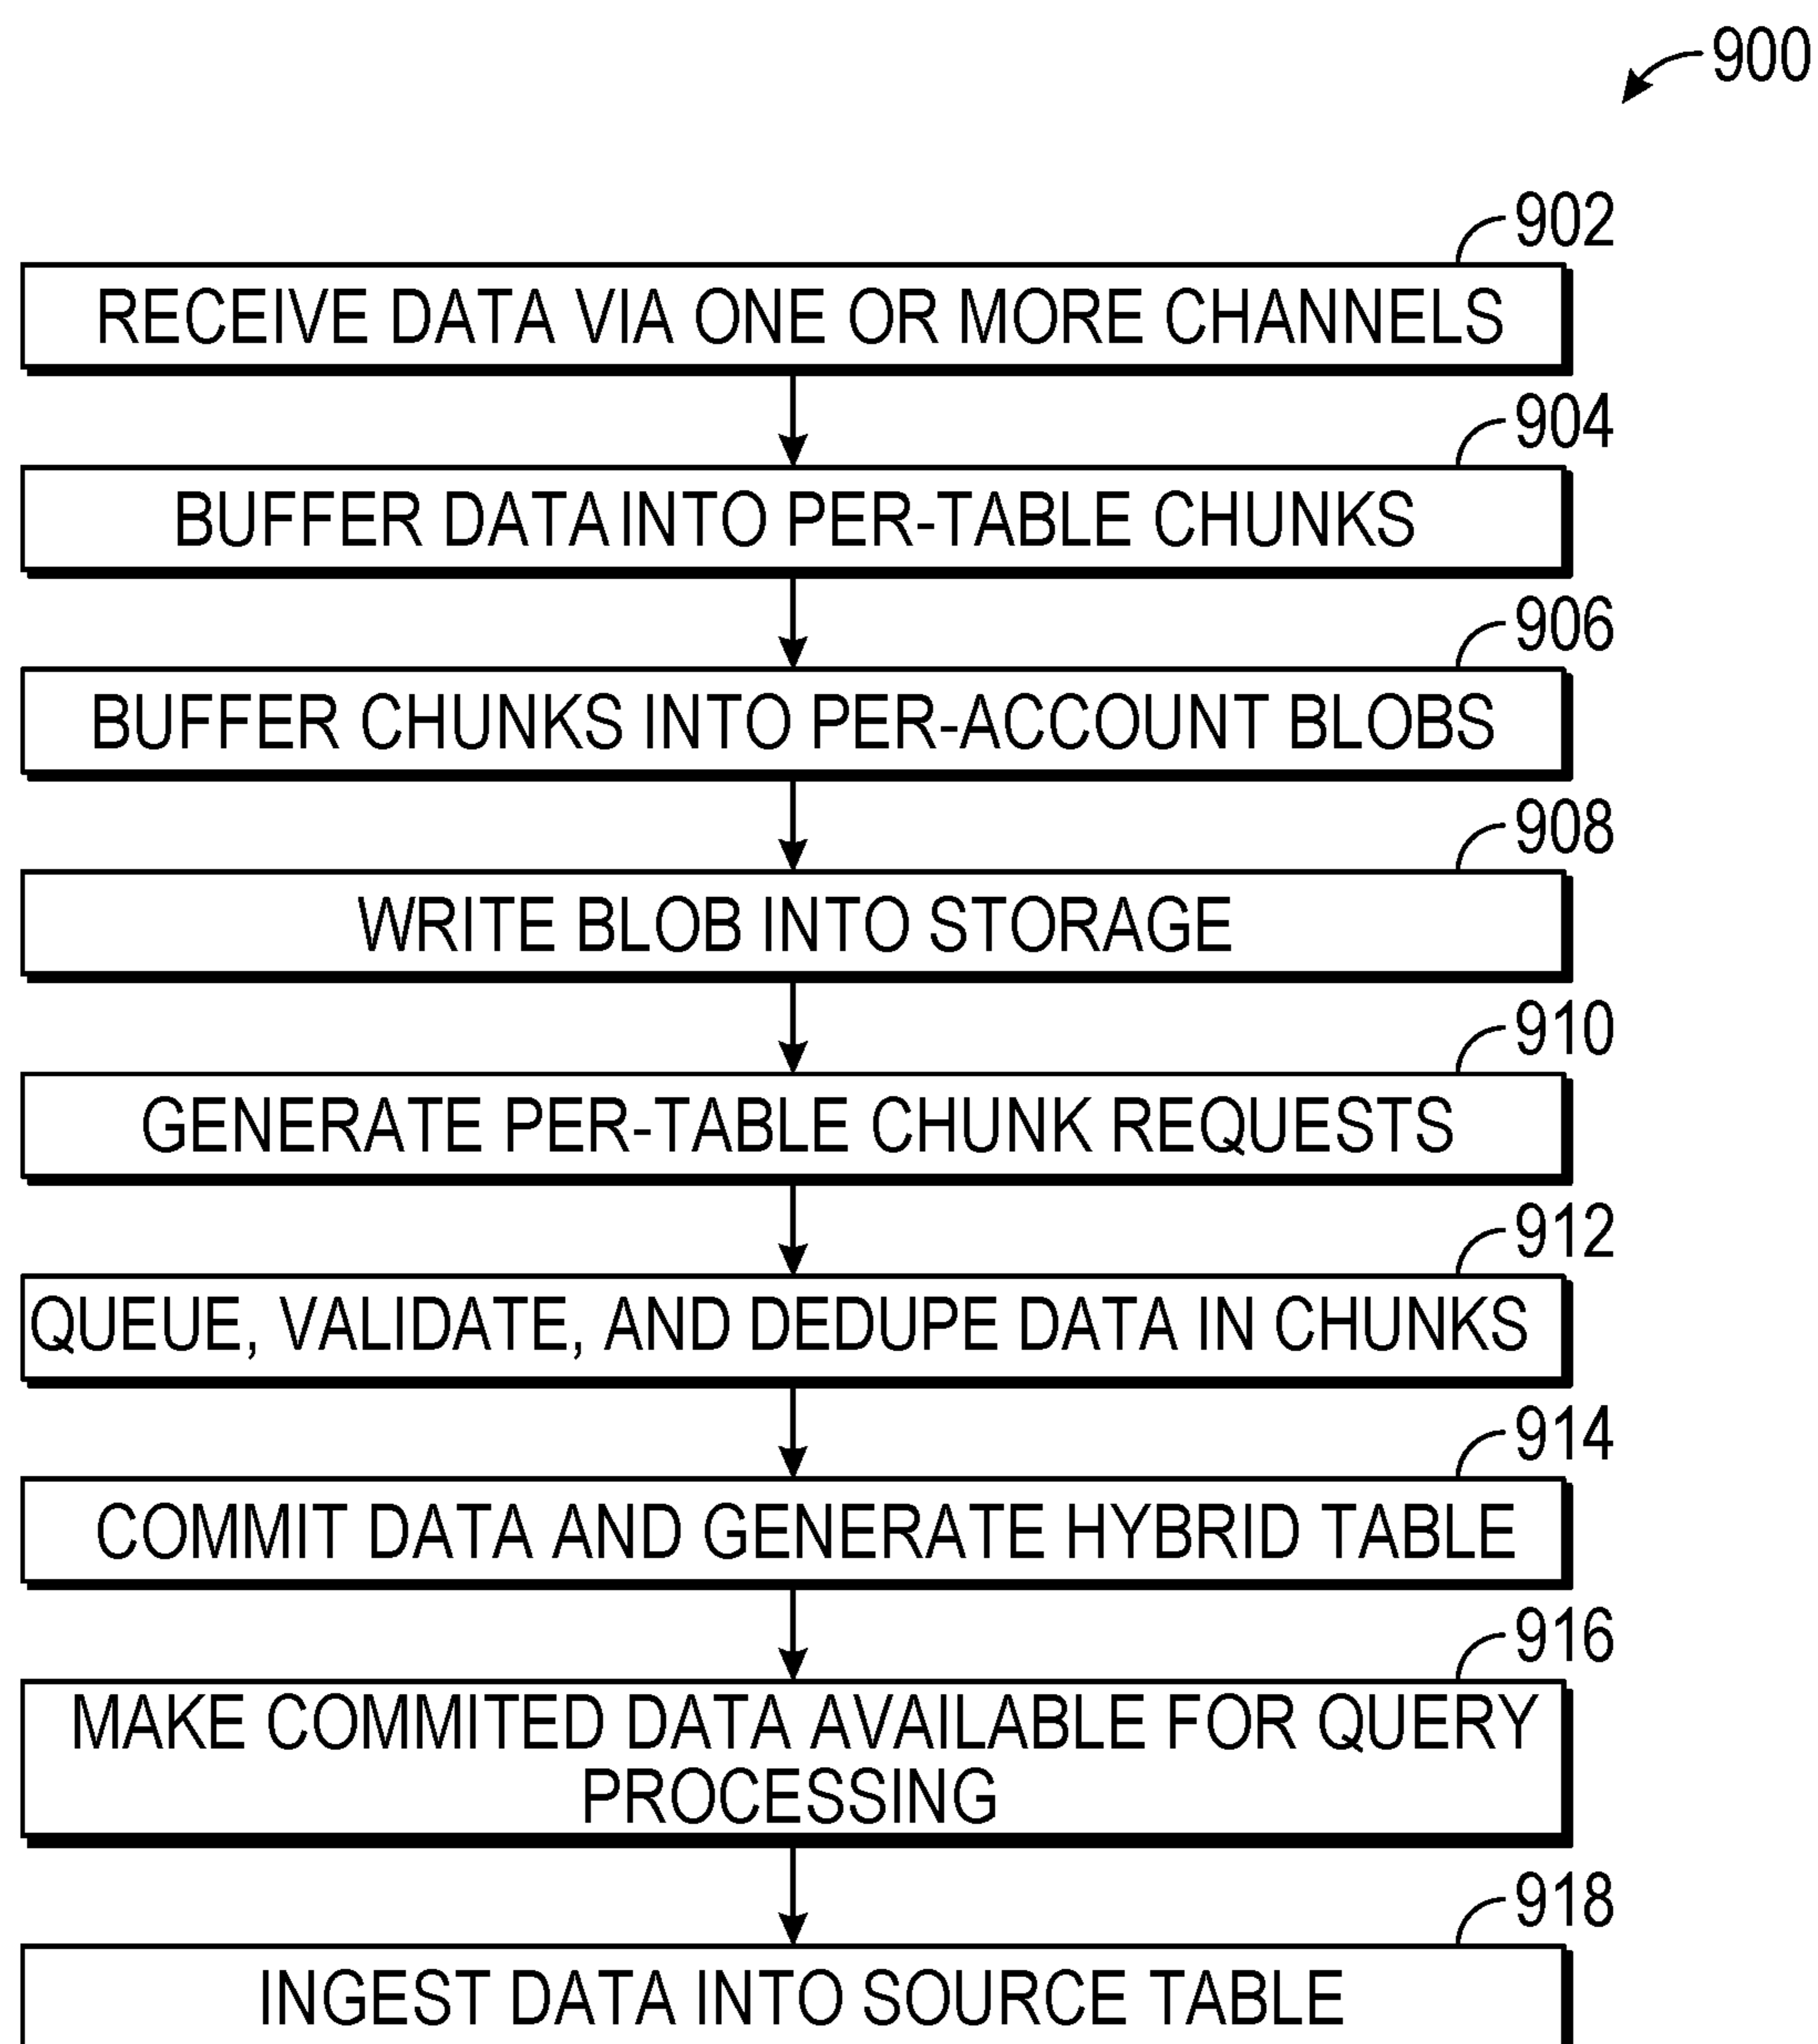 900
902
RECEIVE DATA VIA ONE OR MORE CHANNELS
904
BUFFER DATA INTO PER-TABLE CHUNKS
906
BUFFER CHUNKS INTO PER-ACCOUNT BLOBS
908
WRITE BLOB INTO STORAGE
910
GENERATE PER-TABLE CHUNK REQUESTS
912
QUEUE, VALIDATE, AND DEDUPE DATA IN CHUNKS
914
COMMIT DATA AND GENERATE HYBRID TABLE
916
MAKE COMMITED DATA AVAILABLE FOR QUERY
PROCESSING
918
INGEST DATA INTO SOURCE TABLE